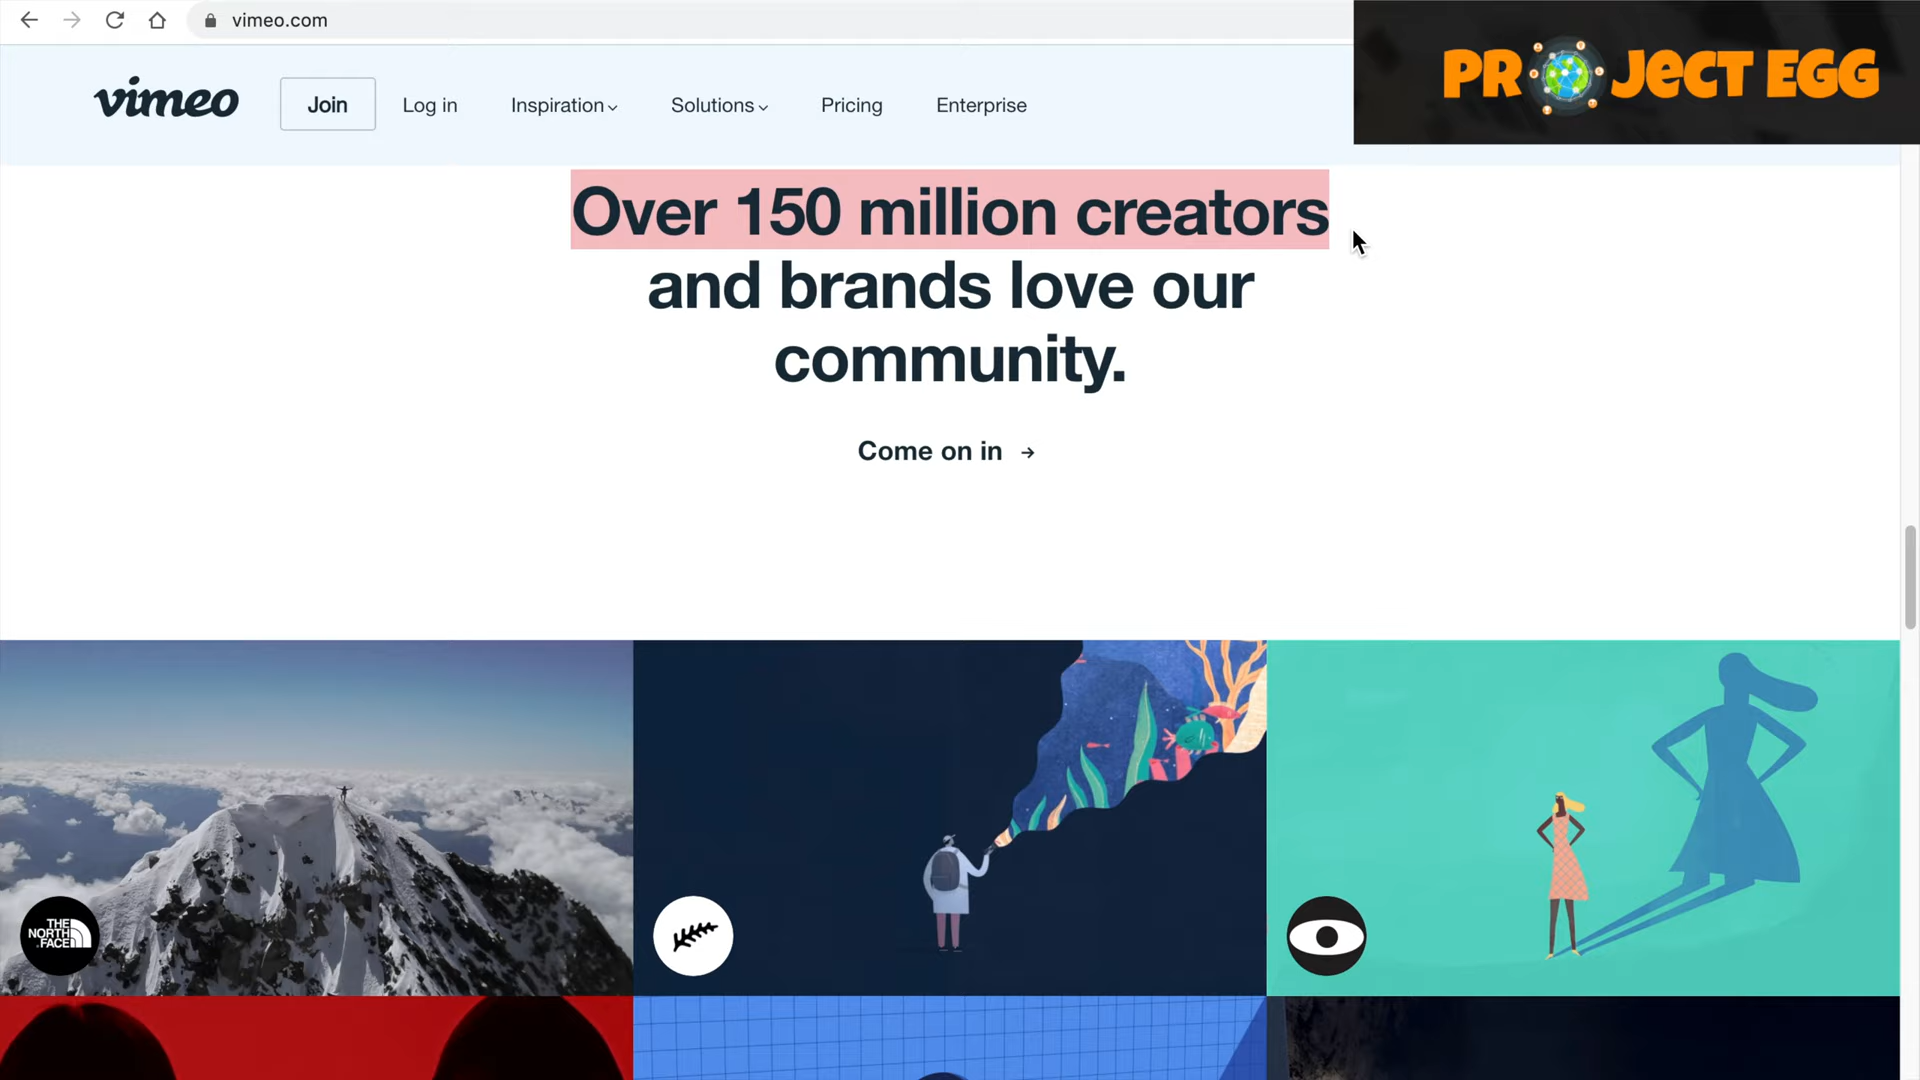 vimeo.com
PROJECT EGG
vimeo
Join
Log in
Inspiration
Solutions
Pricing
Enterprise
Over 150 million creators
and brands love our
community.
Come on in →
THE
NORTH
FACE